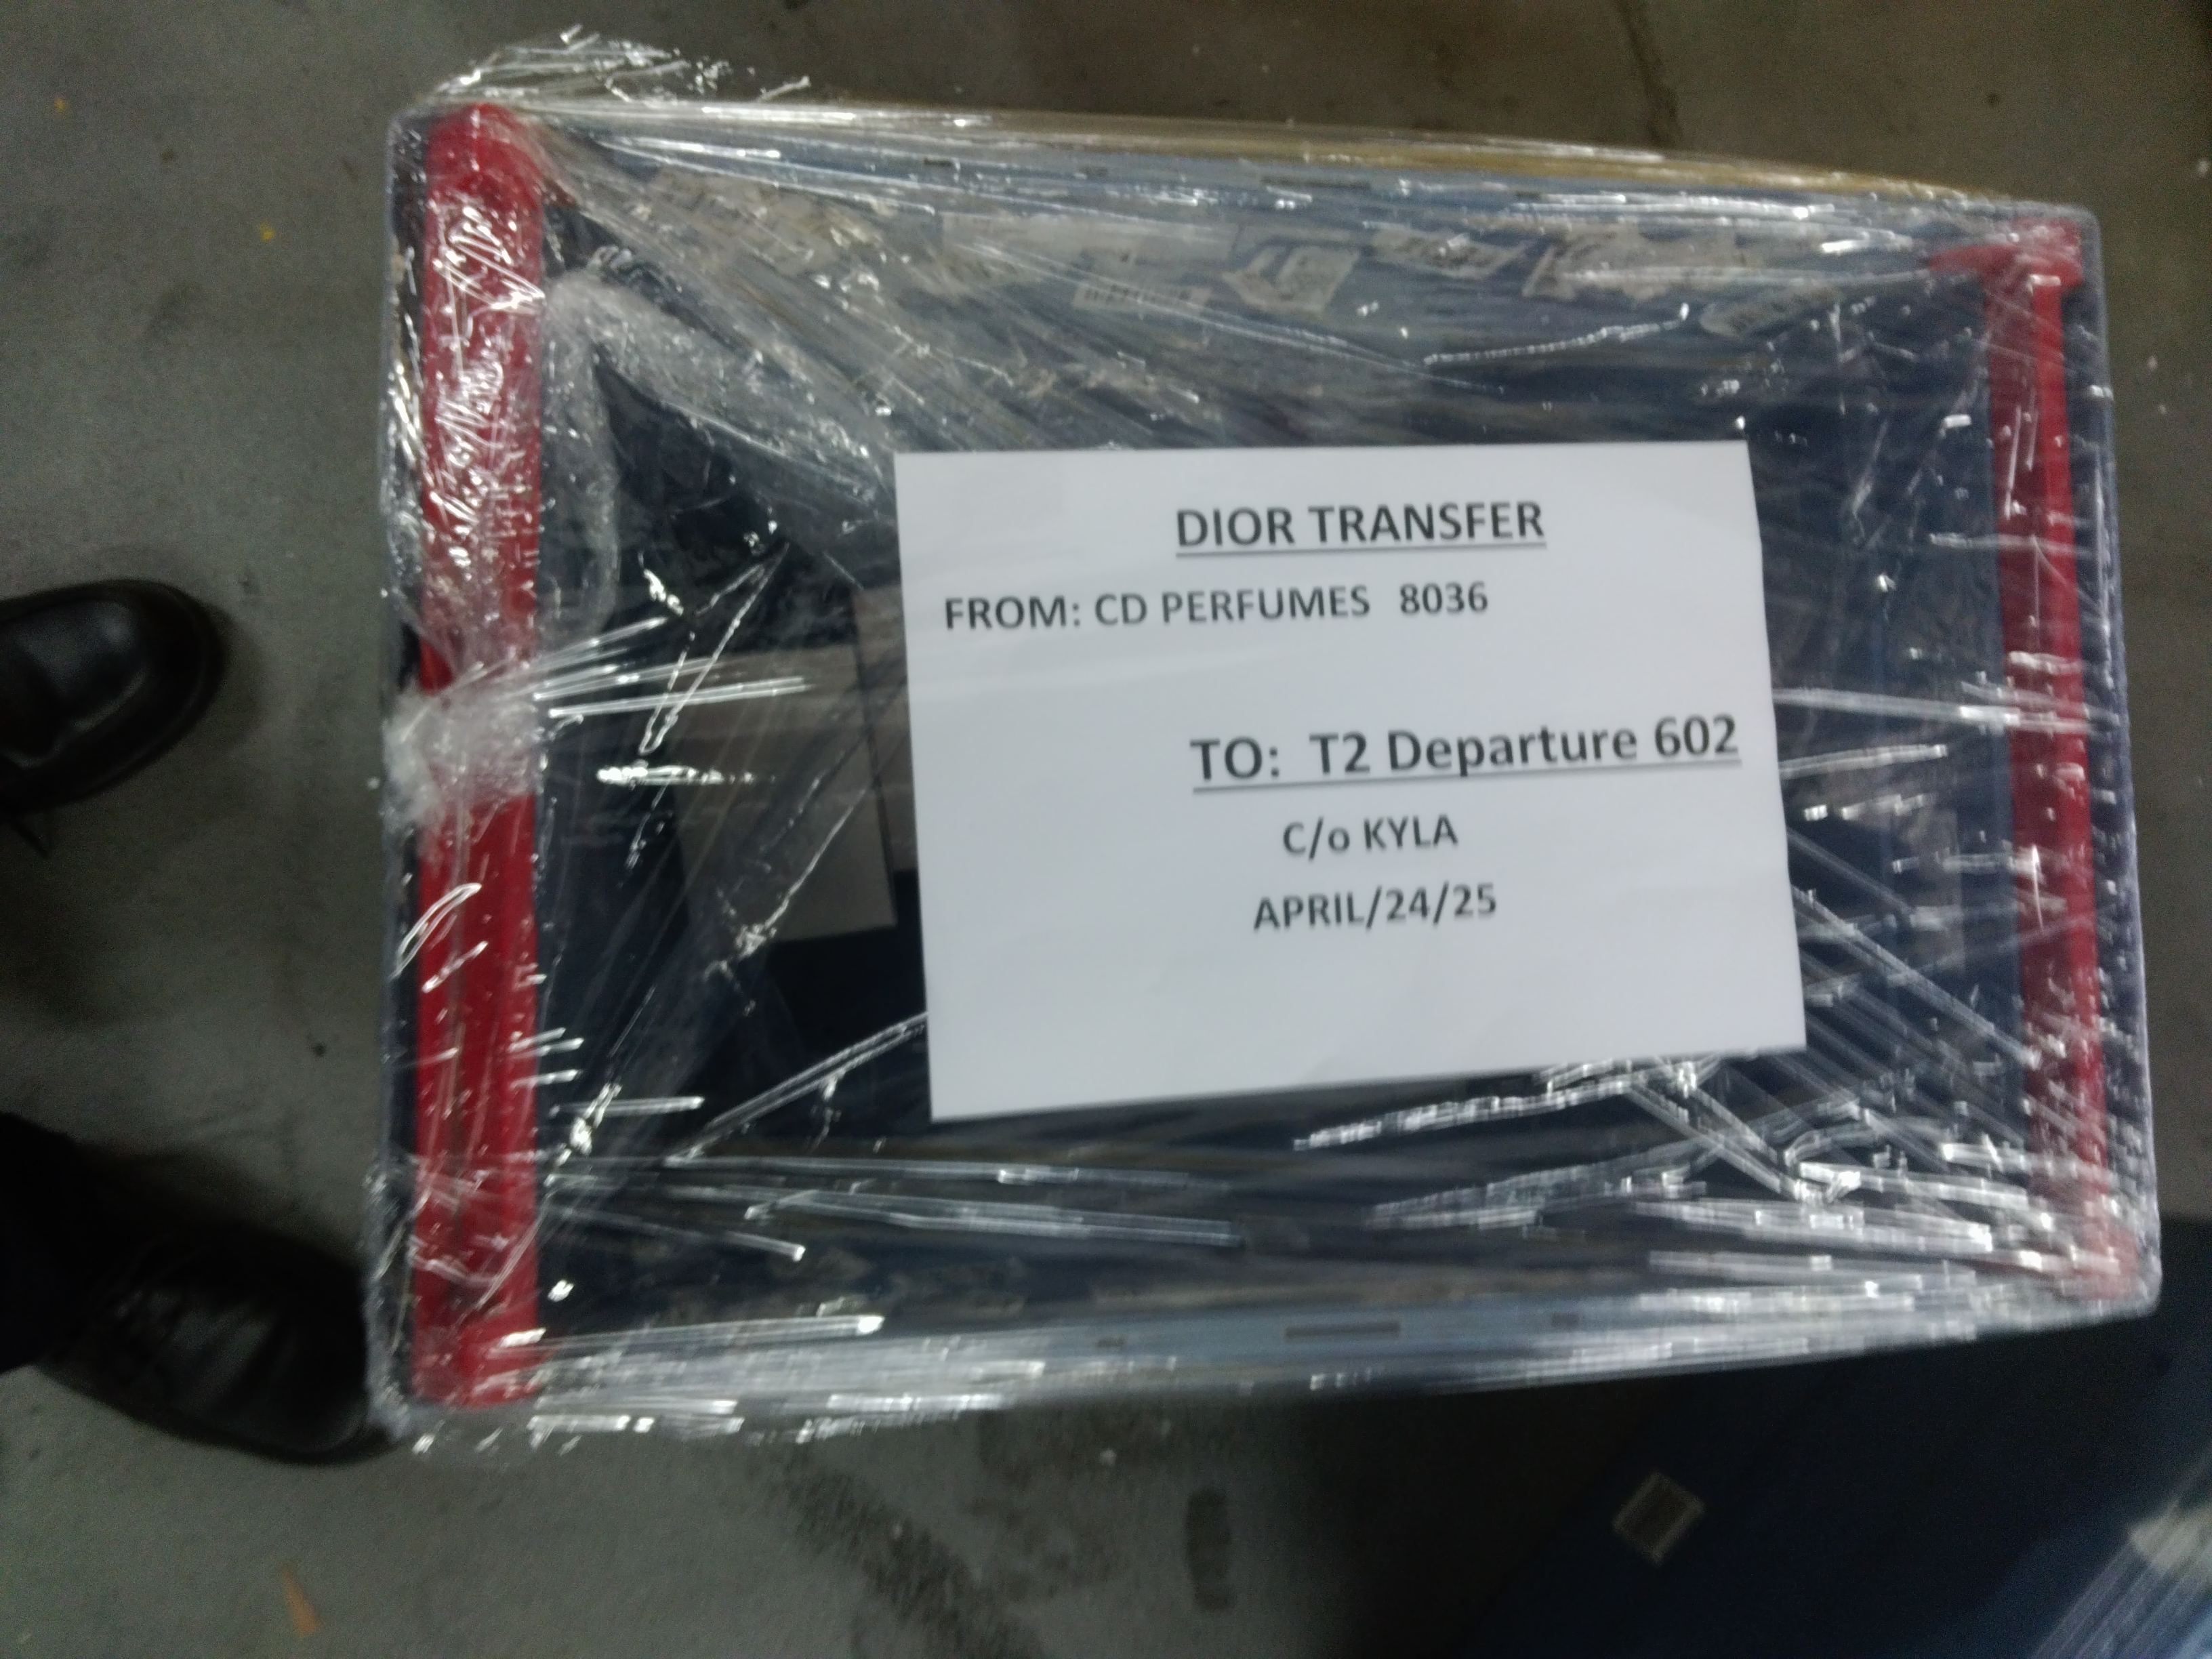 DIOR TRANSFER
FROM: CD PERFUMES 8036
TO: T2 Departure 602
C/o KYLA
APRIL/24/25